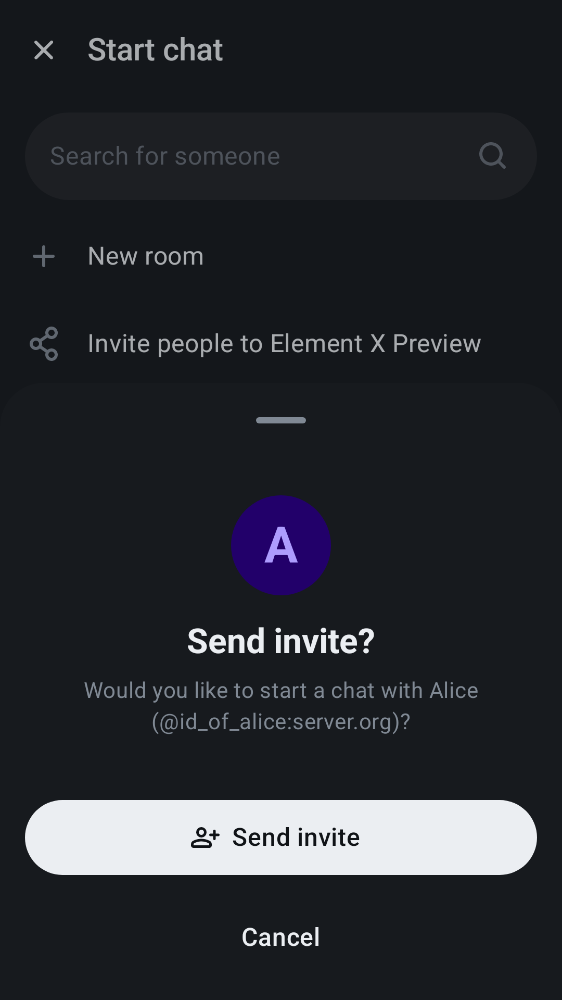 Start chat
Search for someone
New room
Invite people to Element X Preview
A
Send invite?
Would you like to start a chat with Alice
(@id_of_alice:server.org)?
Send invite
Cancel